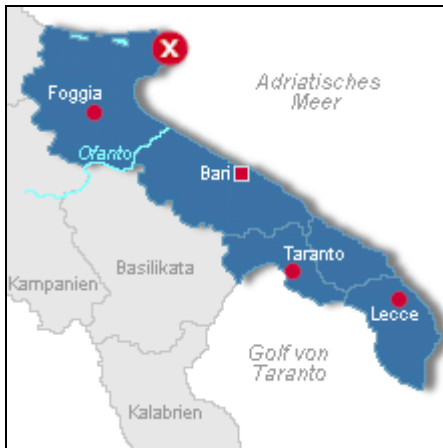 X
Foggia
Adriatisches
Meer
Ofanto
Bari
Basilikata
Taranto
Kampanien
Lecce
Golf von
Taranto
Kalabrien